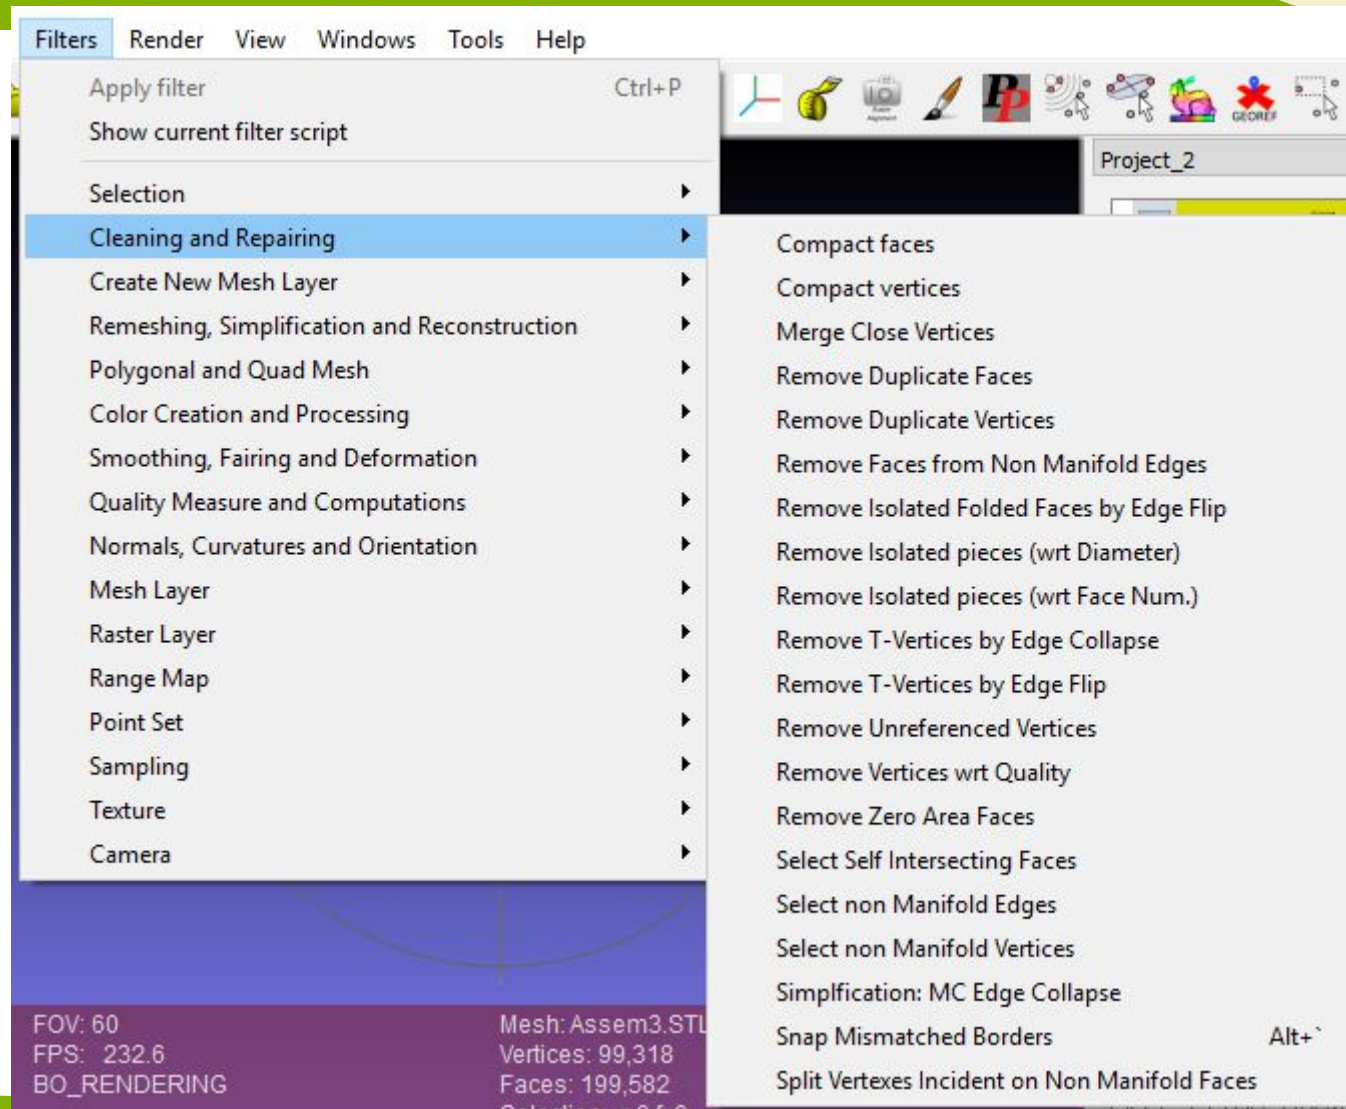 Filters Render View Windows Tools Help
Apply filter Ctrl+P
Show current filter script
GEOREF
Project_2
Selection
Cleaning and Repairing
Create New Mesh Layer
Remeshing, Simplification and Reconstruction
Polygonal and Quad Mesh
Color Creation and Processing
Smoothing, Fairing and Deformation
Quality Measure and Computations
Normals, Curvatures and Orientation
Mesh Layer
Raster Layer
Range Map
Point Set
Sampling
Texture
Camera
Compact faces
Compact vertices
Merge Close Vertices
Remove Duplicate Faces
Remove Duplicate Vertices
Remove Faces from Non Manifold Edges
Remove Isolated Folded Faces by Edge Flip
Remove Isolated pieces (wrt Diameter)
Remove Isolated pieces (wrt Face Num.)
Remove T-Vertices by Edge Collapse
Remove T-Vertices by Edge Flip
Remove Unreferenced Vertices
Remove Vertices wrt Quality
Remove Zero Area Faces
Select Self Intersecting Faces
Select non Manifold Edges
Select non Manifold Vertices
Simplfication: MC Edge Collapse
Snap Mismatched Borders Alt+`
Split Vertexes Incident on Non Manifold Faces
FOV: 60
FPS: 232.6
BO_RENDERING
Mesh: Assem3.STL
Vertices: 99,318
Faces: 199,582